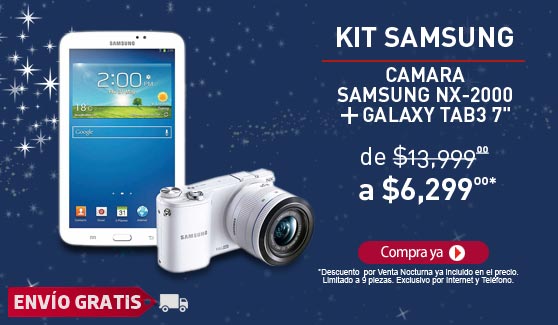 KIT SAMSUNG
CAMARA
SAMSUNG NX-2000
+GALAXY TAB3 7"
de $13,999⁰⁰
a $6,299⁰⁰*
Compra ya
*Descuento por Venta Nocturna ya incluido en el precio.
Limitado a 9 piezas. Exclusivo por Internet y Teléfono.
SAMSUNG
2:00
Google
SAMSUNG
ENVÍO GRATIS